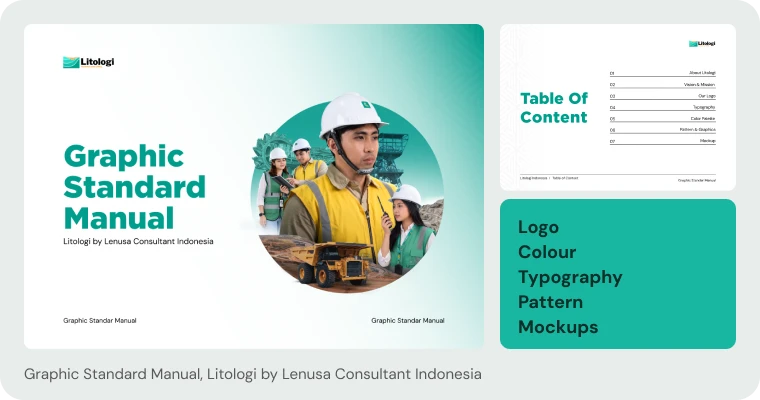 Litologi
Graphic
Standard
Manual
Litologi by Lenusa Consultant Indonesia
Graphic Standar Manual
Graphic Standar Manual
Litologi
Table Of
Content
01 About Litologi
02 Vision & Mission
03 Our Logo
04 Typography
05 Color Palette
06 Pattern & Graphics
07 Mockup
Litologi Indonesia | Table of Content
Graphic Standar Manual
Logo
Colour
Typography
Pattern
Mockups
Graphic Standard Manual, Litologi by Lenusa Consultant Indonesia